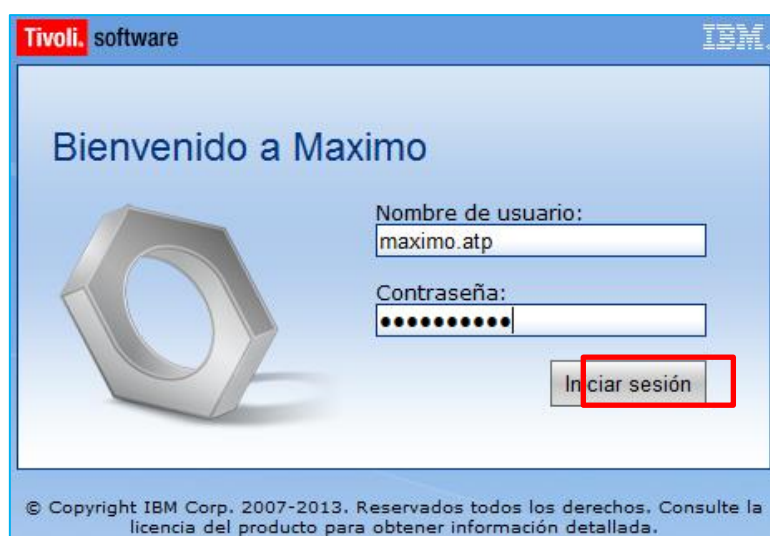 Tivoli. software
IBM.
Bienvenido a Maximo
Nombre de usuario:
maximo.atp
Contraseña:
●●●●●●●●●●
Iniciar sesión
© Copyright IBM Corp. 2007-2013. Reservados todos los derechos. Consulte la
licencia del producto para obtener información detallada.